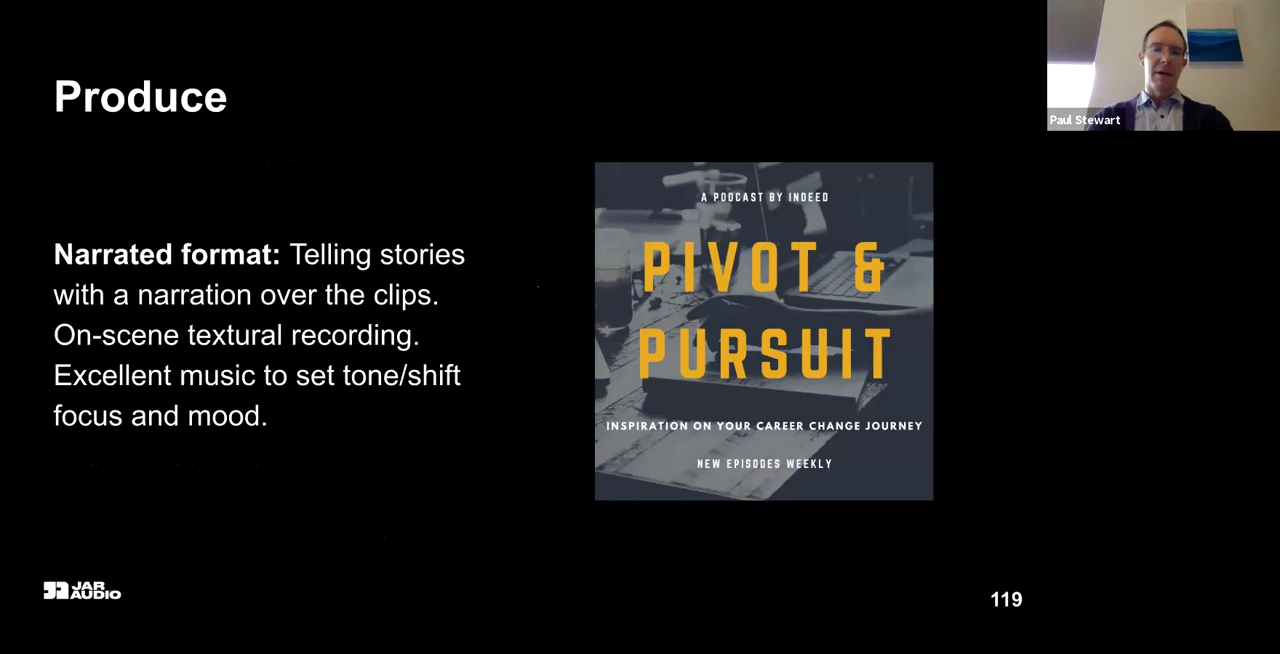 Produce
Paul Stewart
Narrated format: Telling stories
with a narration over the clips.
On-scene textural recording.
Excellent music to set tone/shift
focus and mood.
A PODCAST BY INDEED
PIVOT &
PURSUIT
INSPIRATION ON YOUR CAREER CHANGE JOURNEY
NEW EPISODES WEEKLY
JAR
AUDIO
119